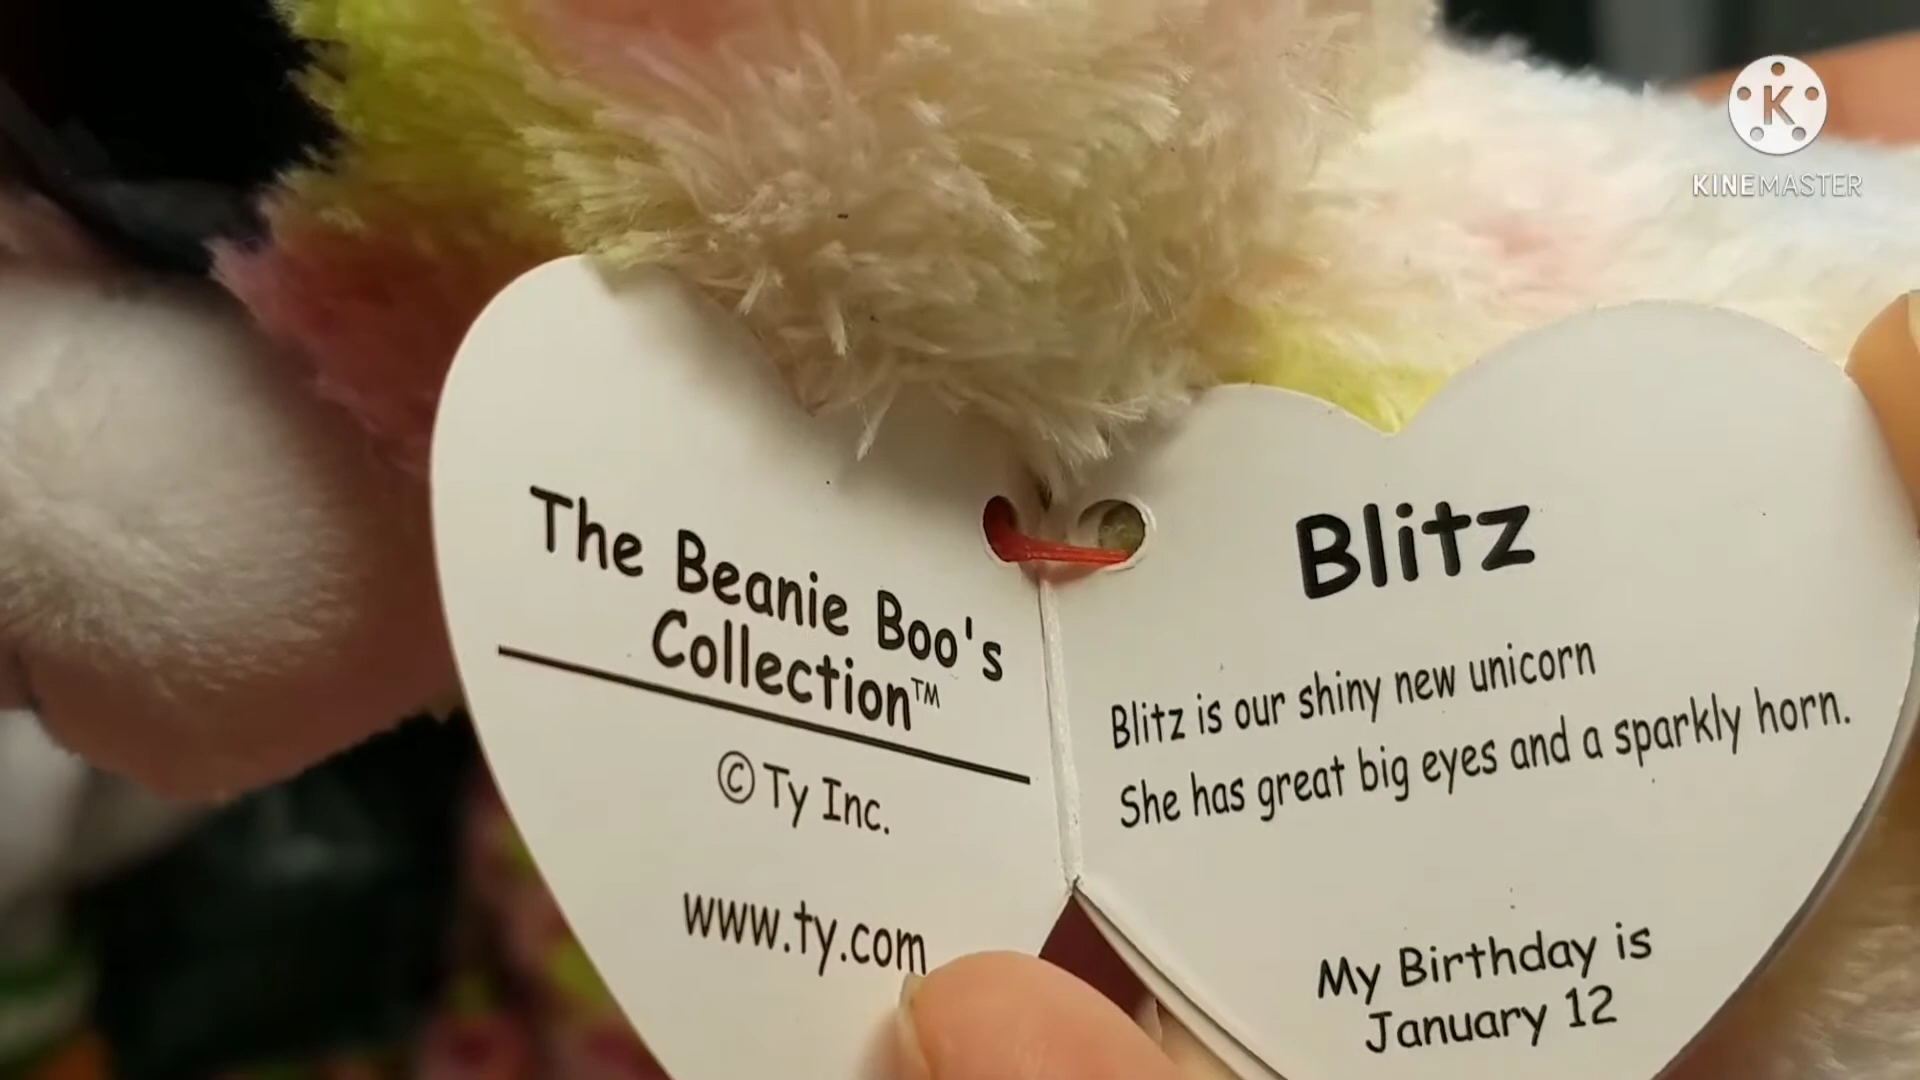 K
KINEMASTER
The Beanie Boo's
Collection™
© Ty Inc.
www.ty.com
Blitz
Blitz is our shiny new unicorn
She has great big eyes and a sparkly horn.
My Birthday is
January 12